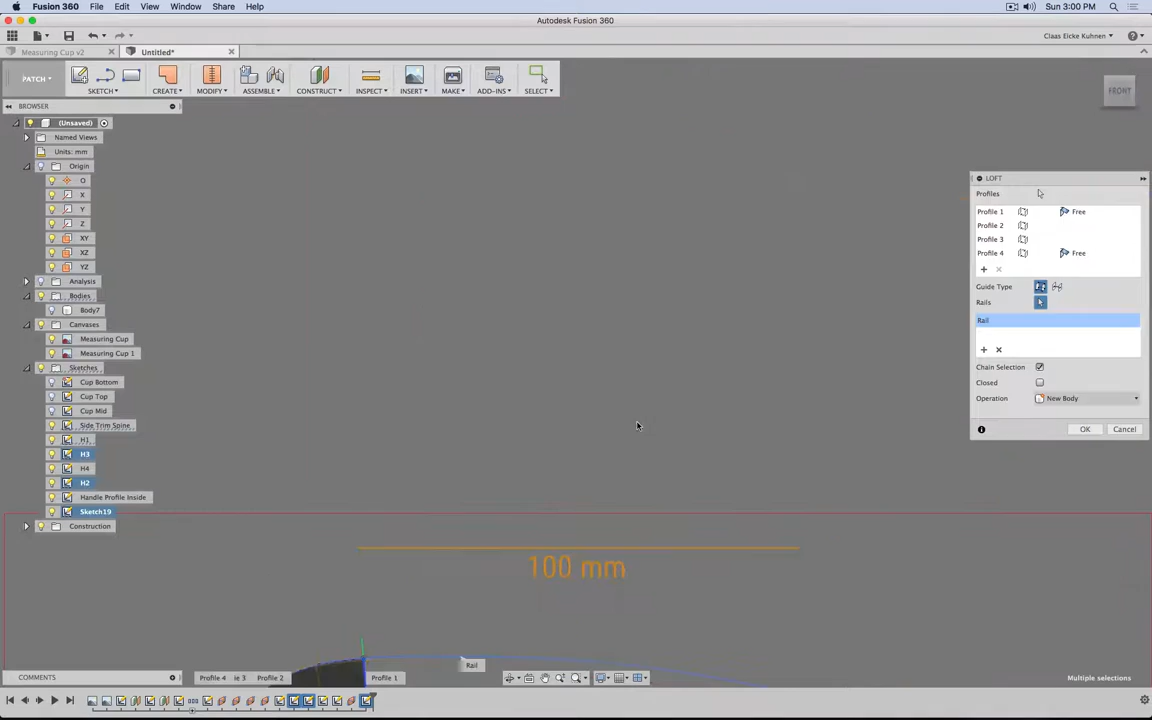 Fusion 360 File Edit View Window Share Help
Sun 3:00 PM
Autodesk Fusion 360
Claas Eicke Kuhnen
Measuring Cup v2
Untitled*
PATCH
SKETCH
CREATE
MODIFY
ASSEMBLE
CONSTRUCT
INSPECT
INSERT
MAKE
ADD-INS
SELECT
FRONT
BROWSER
(Unsaved)
Named Views
Units: mm
Origin
O
X
Y
Z
XY
XZ
YZ
Analysis
Bodies
Body7
Canvases
Measuring Cup
Measuring Cup 1
Sketches
Cup Bottom
Cup Top
Cup Mid
Side Trim Spine
H1
H3
H4
H2
Handle Profile Inside
Sketch19
Construction
LOFT
Profiles
Profile 1 Free
Profile 2
Profile 3
Profile 4 Free
Guide Type
Rails
Rail
Chain Selection
Closed
Operation New Body
OK Cancel
100 mm
Rail
Profile 4 ie 3 Profile 2 Profile 1
COMMENTS
Multiple selections